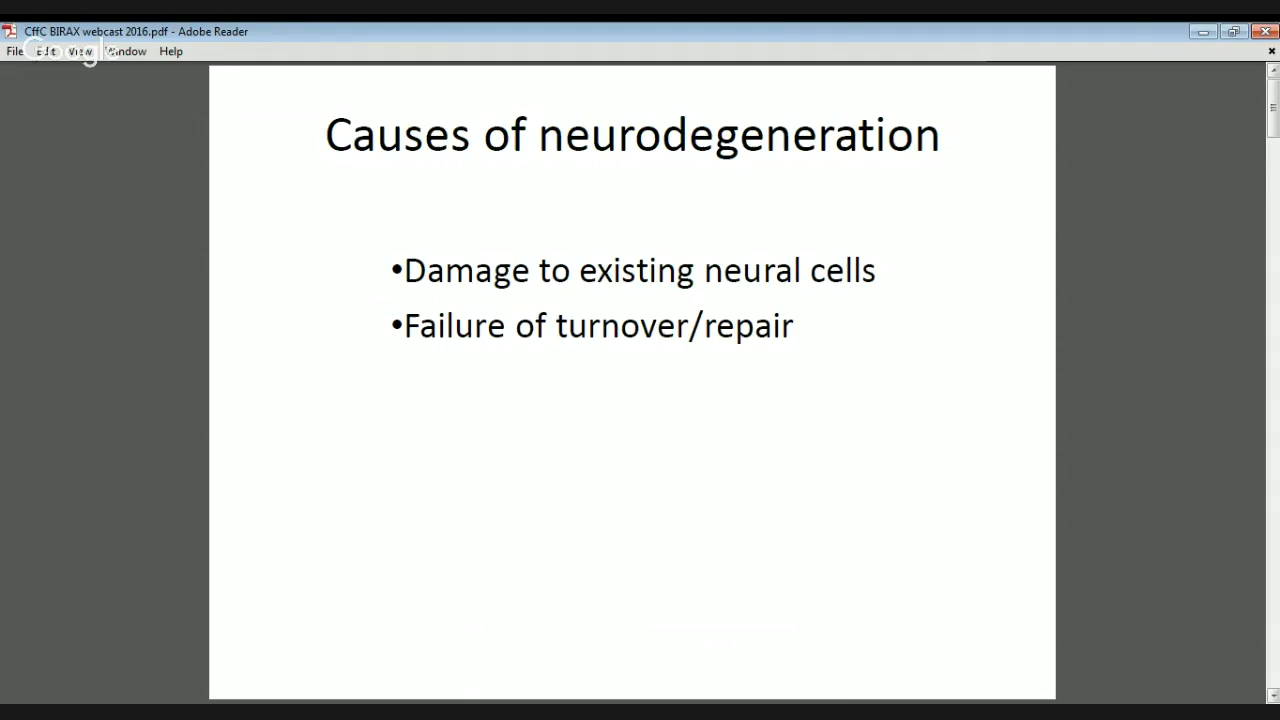 CffC BIRAX webcast 2016.pdf - Adobe Reader
File Edit View Window Help
Google
Causes of neurodegeneration
•Damage to existing neural cells
•Failure of turnover/repair